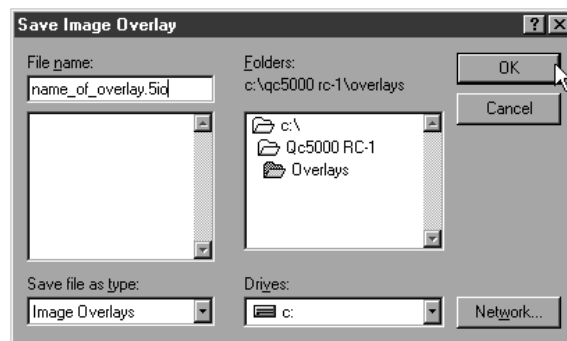 Save Image Overlay
File name:
name_of_overlay.5io
Folders:
c:\qc5000 rc-1\overlays
c:\
Qc5000 RC-1
Overlays
OK
Cancel
Save file as type:
Image Overlays
Drives:
c:
Network...